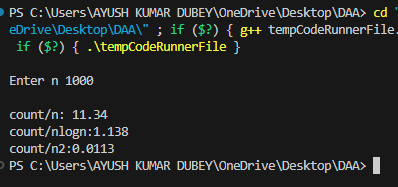 PS C:\Users\AYUSH KUMAR DUBEY\OneDrive\Desktop\DAA> cd "
eDrive\Desktop\DAA\" ; if ($?) { g++ tempCodeRunnerFile.
 if ($?) { .\tempCodeRunnerFile }
Enter n 1000
count/n: 11.34
count/nlogn:1.138
count/n2:0.0113
PS C:\Users\AYUSH KUMAR DUBEY\OneDrive\Desktop\DAA>